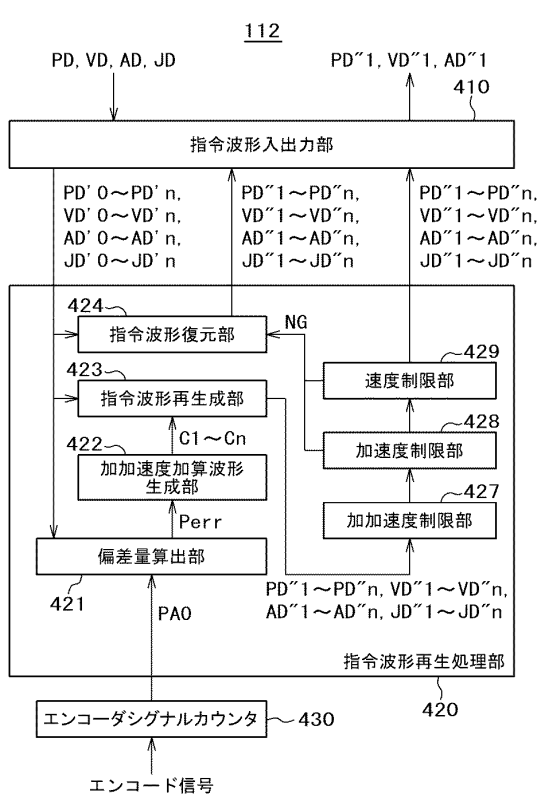 112
PD, VD, AD, JD
PD"1, VD"1, AD"1
410
指令波形入出力部
PD'0～PD'n,
VD'0～VD'n,
AD'0～AD'n,
JD'0～JD'n
PD"1～PD"n,
VD"1～VD"n,
AD"1～AD"n,
JD"1～JD"n
PD"1～PD"n,
VD"1～VD"n,
AD"1～AD"n,
JD"1～JD"n
424
指令波形復元部
NG
429
速度制限部
423
指令波形再生成部
428
加速度制限部
C1～Cn
422
加加速度加算波形
生成部
427
加加速度制限部
Perr
偏差量算出部
421
PD"1～PD"n, VD"1～VD"n,
AD"1～AD"n, JD"1～JD"n
PA0
指令波形再生処理部
420
エンコーダシグナルカウンタ
430
エンコード信号